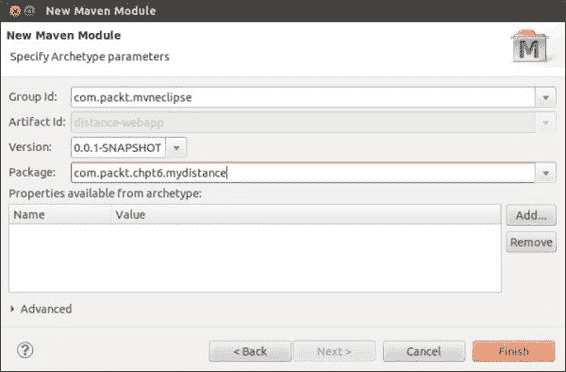 New Maven Module
New Maven Module
Specify Archetype parameters
M
Group Id: com.packt.mvneclipse
Artifact Id: distance-webapp
Version: 0.0.1-SNAPSHOT
Package: com.packt.chpt6.mydistance
Properties available from archetype:
Name Value
Add...
Remove
Advanced
? < Back Next > Cancel Finish